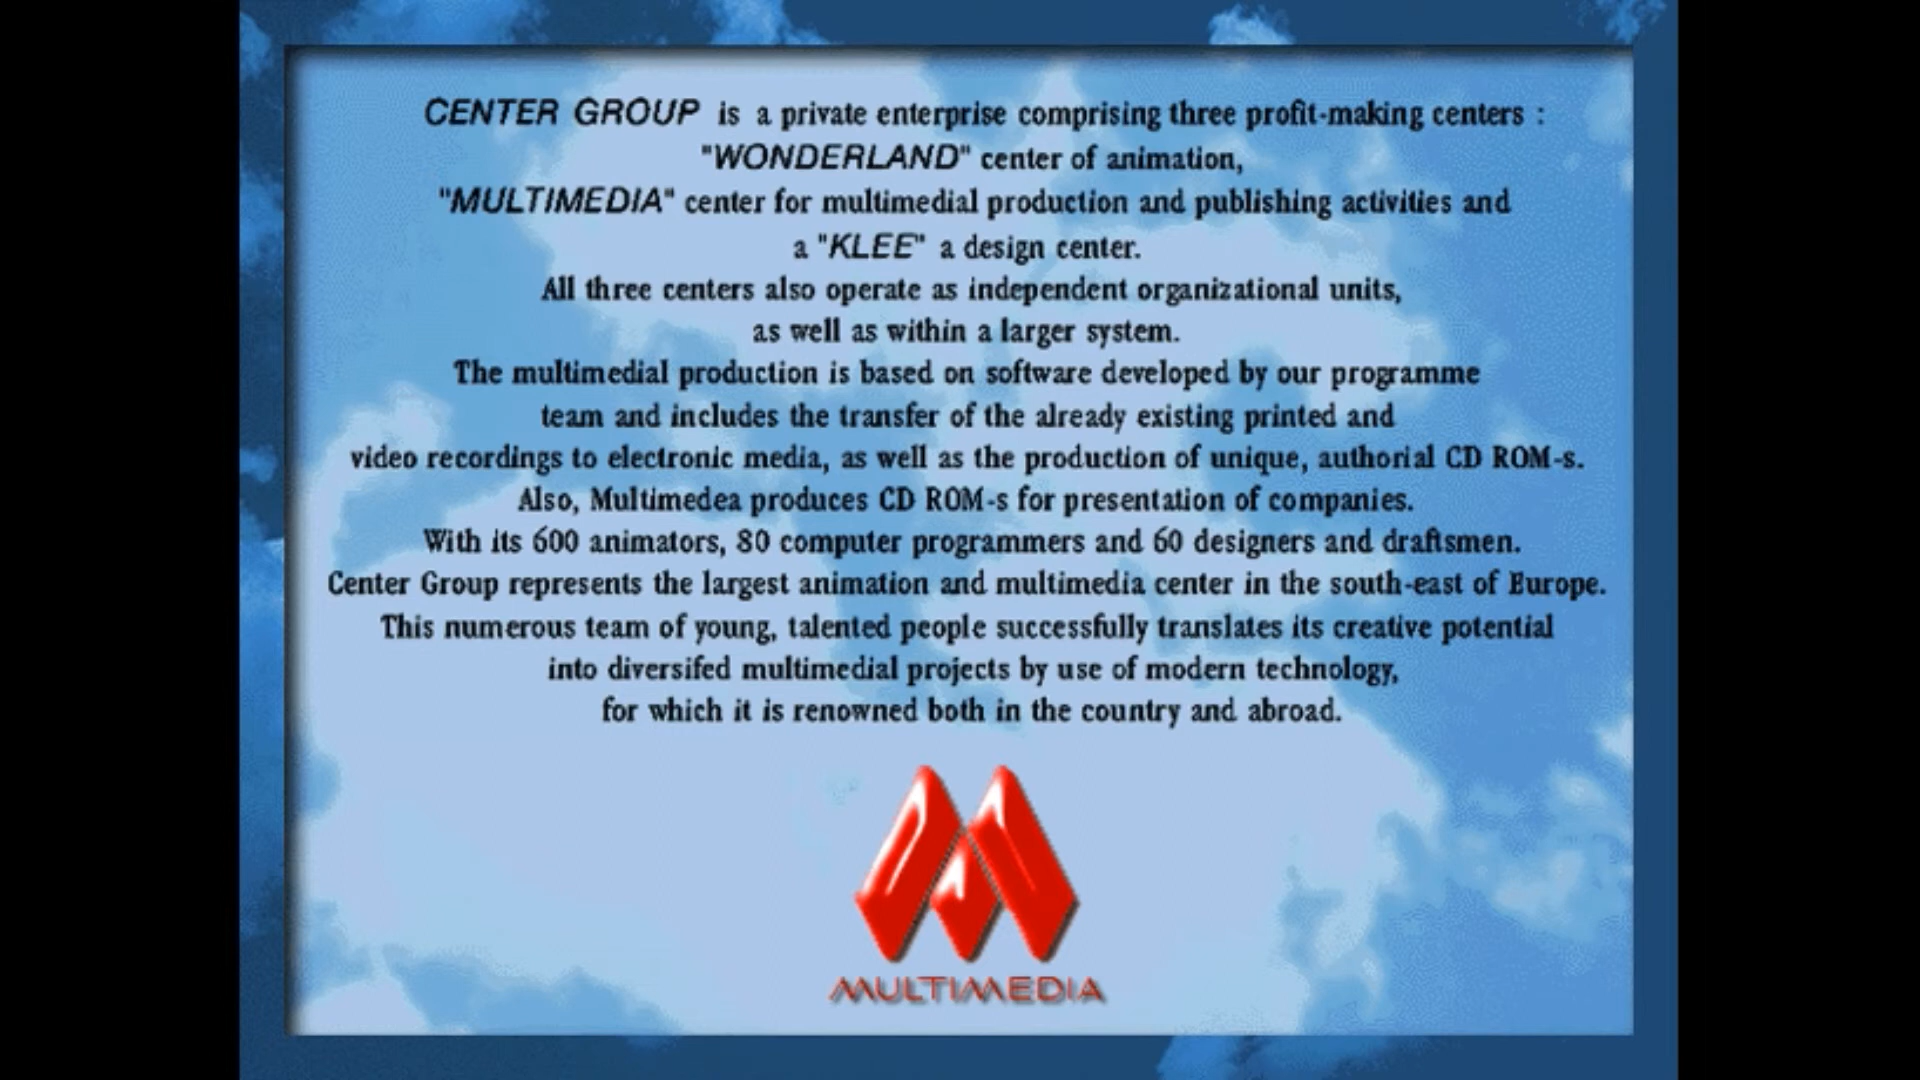 CENTER GROUP is a private enterprise comprising three profit-making centers :
"WONDERLAND" center of animation,
"MULTIMEDIA" center for multimedial production and publishing activities and
a "KLEE" a design center.
All three centers also operate as independent organizational units,
as well as within a larger system.
The multimedial production is based on software developed by our programme
team and includes the transfer of the already existing printed and
video recordings to electronic media, as well as the production of unique, authorial CD ROM-s.
Also, Multimedea produces CD ROM-s for presentation of companies.
With its 600 animators, 80 computer programmers and 60 designers and draftsmen.
Center Group represents the largest animation and multimedia center in the south-east of Europe.
This numerous team of young, talented people successfully translates its creative potential
into diversifed multimedial projects by use of modern technology,
for which it is renowned both in the country and abroad.
MULTIMEDIA